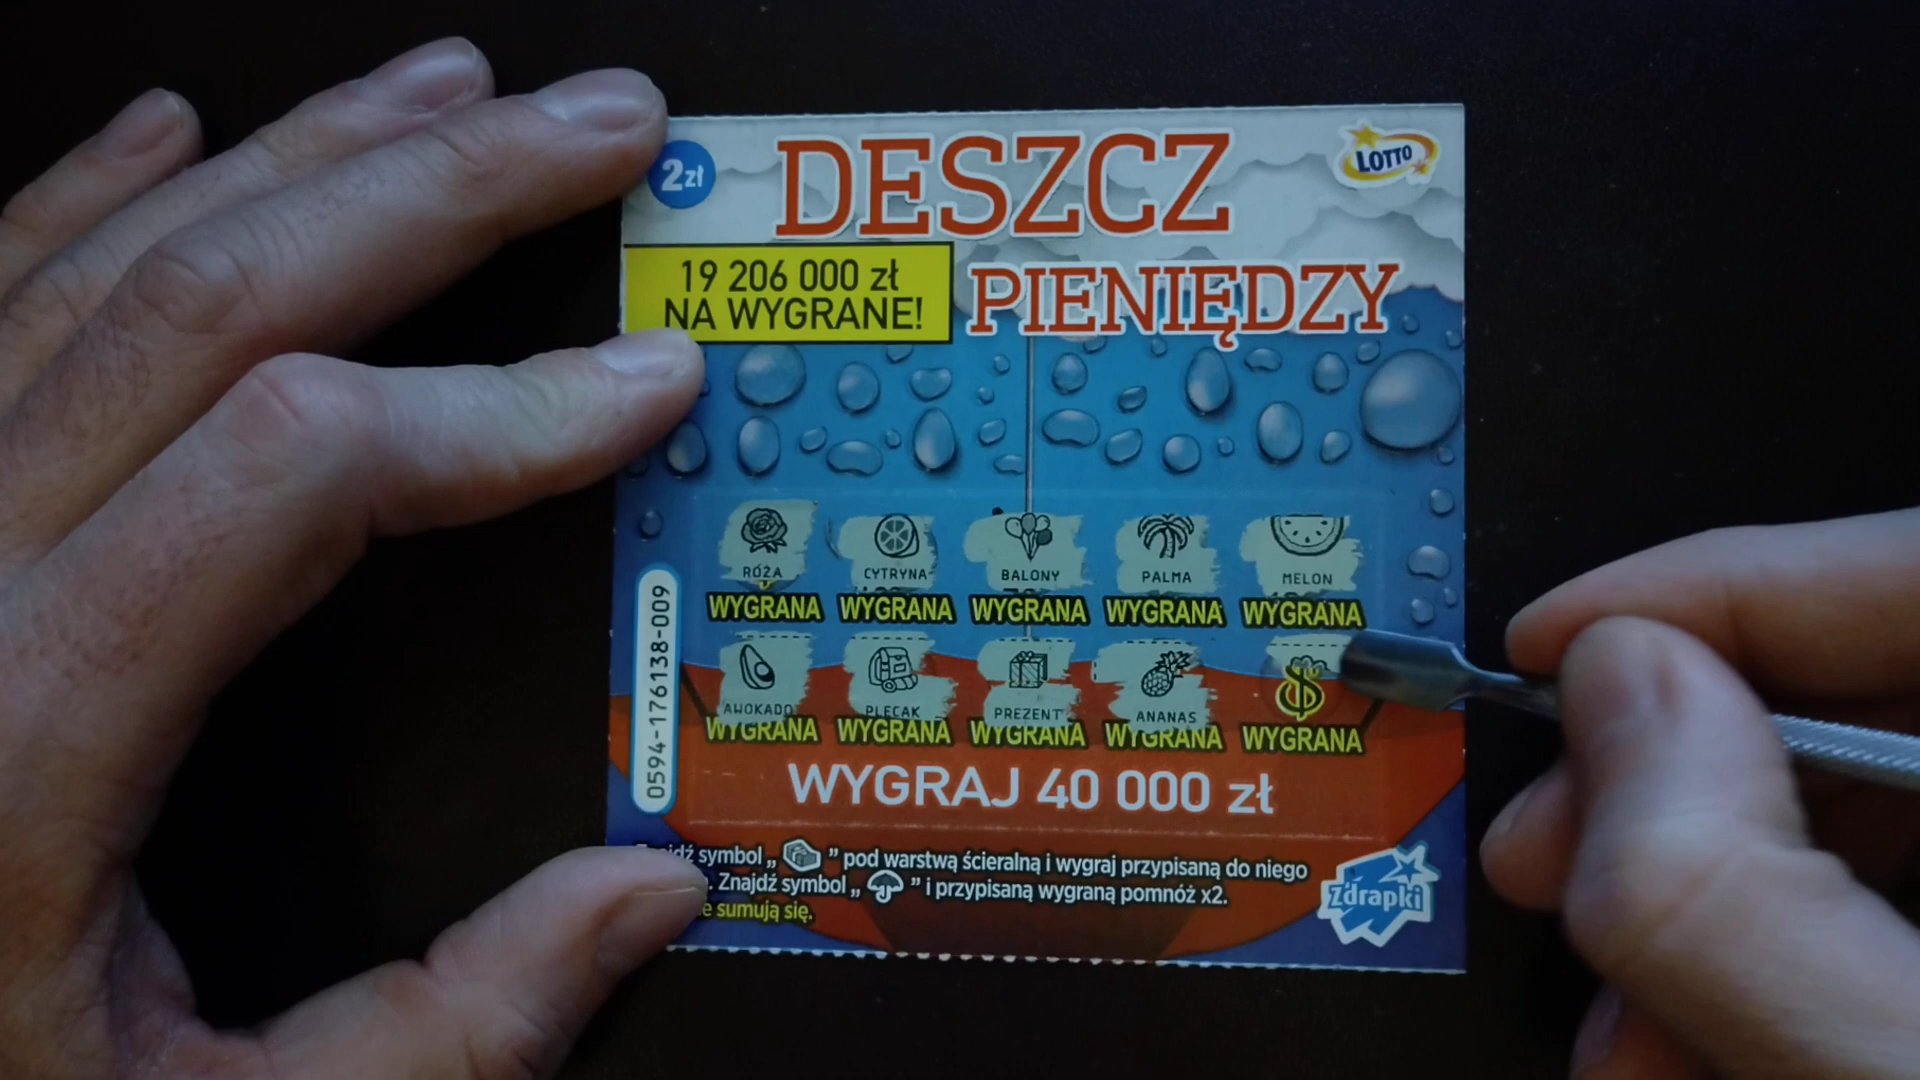 2zł
DESZCZ
LOTTO
19 206 000 zł
NA WYGRANE!
PIENIĘDZY
RÓŻA CYTRYNA BALONY PALMA MELON
WYGRANA WYGRANA WYGRANA WYGRANA WYGRANA
AWOKADO PLECAK PREZENT ANANAS
WYGRANA WYGRANA WYGRANA WYGRANA WYGRANA
0594-176138-009
WYGRAJ 40 000 zł
symbol „ ” pod warstwą ścieralną i wygraj przypisaną do niego
. Znajdź symbol „ ” i przypisaną wygraną pomnóż x2.
sumują się.
Zdrapki